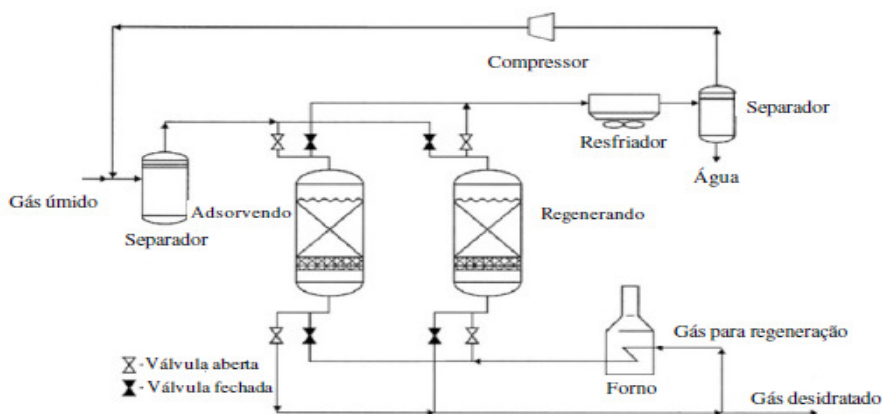 Compressor
Separador
Resfriador
Água
Gás úmido
Adsorvendo
Regenerando
Separador
Gás para regeneração
- Válvula aberta
- Válvula fechada
Forno
Gás desidratado